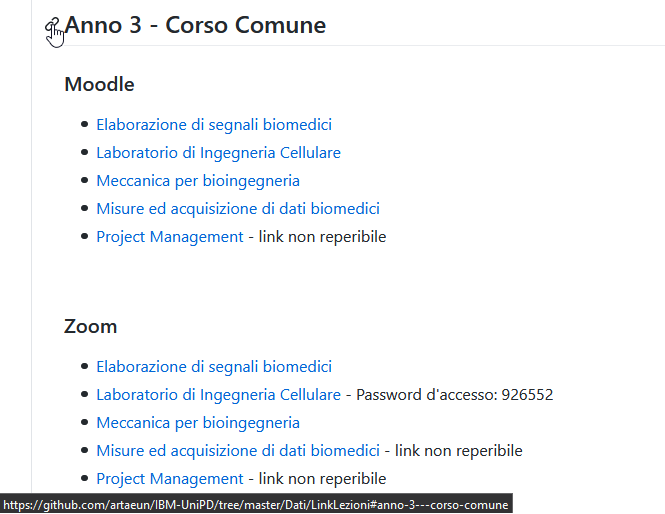 Anno 3 - Corso Comune
Moodle
Elaborazione di segnali biomedici
Laboratorio di Ingegneria Cellulare
Meccanica per bioingegneria
Misure ed acquisizione di dati biomedici
Project Management - link non reperibile
Zoom
Elaborazione di segnali biomedici
Laboratorio di Ingegneria Cellulare - Password d'accesso: 926552
Meccanica per bioingegneria
Misure ed acquisizione di dati biomedici - link non reperibile
Project Management - link non reperibile
https://github.com/artaeun/IBM-UniPD/tree/master/Dati/LinkLezioni#anno-3---corso-comune